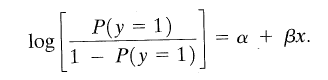 log[ P(y = 1) / 1 − P(y = 1) ] = α + βx.